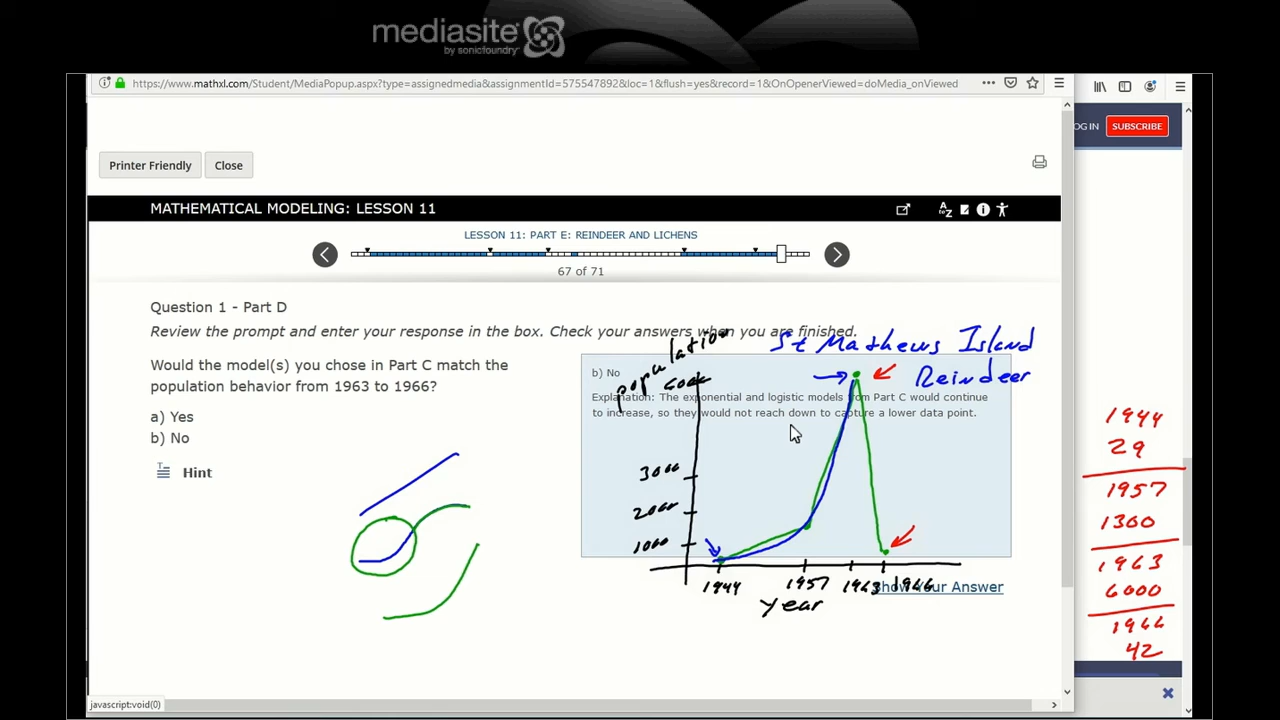 mediasite
by sonicfoundry
https://www.mathxl.com/Student/MediaPopup.aspx?type=assignedmedia&assignmentId=575547892&loc=1&flush=yes&record=1&OnOpenerViewed=doMedia_onViewed
OG IN
SUBSCRIBE
Printer Friendly
Close
MATHEMATICAL MODELING: LESSON 11
LESSON 11: PART E: REINDEER AND LICHENS
67 of 71
Question 1 - Part D
Review the prompt and enter your response in the box. Check your answers when you are finished.
Would the model(s) you chose in Part C match the
population behavior from 1963 to 1966?
a) Yes
b) No
Hint
population
St Mathews Island
Reindeer
b) No
Explanation: The exponential and logistic models from Part C would continue
to increase, so they would not reach down to capture a lower data point.
6000
3000
2000
1000
1944
1957
1963
1966
year
Show Your Answer
1944
29
1957
1300
1963
6000
1966
42
javascript:void(0)